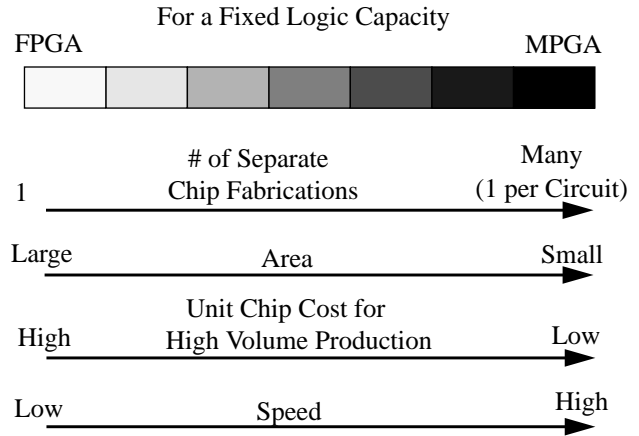 For a Fixed Logic Capacity
FPGA MPGA
# of Separate
Chip Fabrications
1
Many
(1 per Circuit)
Large Area Small
Unit Chip Cost for
High Volume Production
High Low
Low Speed High